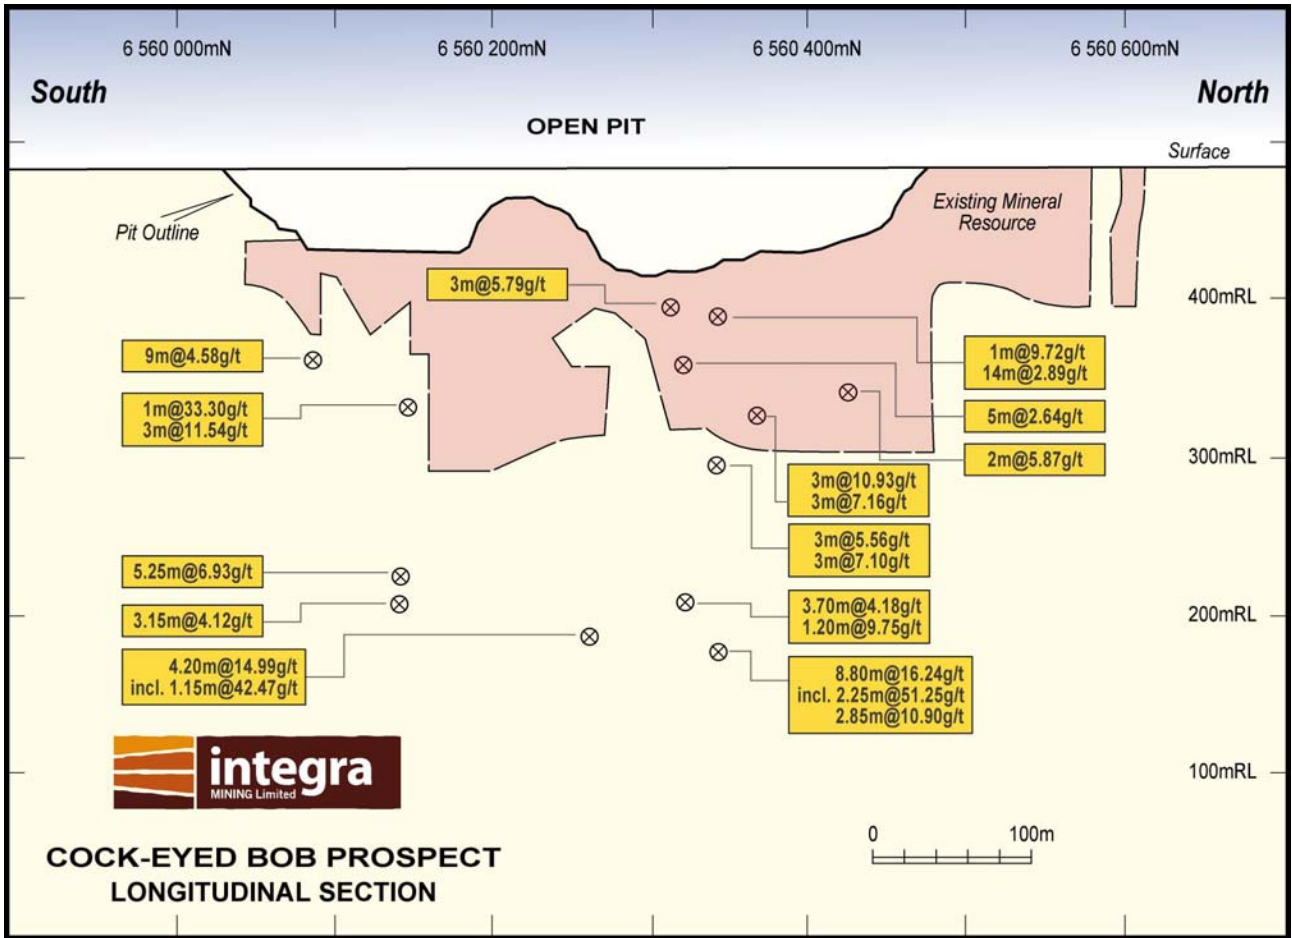 6 560 000mN
6 560 200mN
6 560 400mN
6 560 600mN
South
North
OPEN PIT
Surface
Pit Outline
Existing Mineral
Resource
3m@5.79g/t
400mRL
9m@4.58g/t
1m@9.72g/t
14m@2.89g/t
1m@33.30g/t
3m@11.54g/t
5m@2.64g/t
2m@5.87g/t
300mRL
3m@10.93g/t
3m@7.16g/t
3m@5.56g/t
3m@7.10g/t
5.25m@6.93g/t
3.15m@4.12g/t
3.70m@4.18g/t
1.20m@9.75g/t
200mRL
4.20m@14.99g/t
incl. 1.15m@42.47g/t
8.80m@16.24g/t
incl. 2.25m@51.25g/t
2.85m@10.90g/t
integra
MINING Limited
100mRL
0
100m
COCK-EYED BOB PROSPECT
LONGITUDINAL SECTION